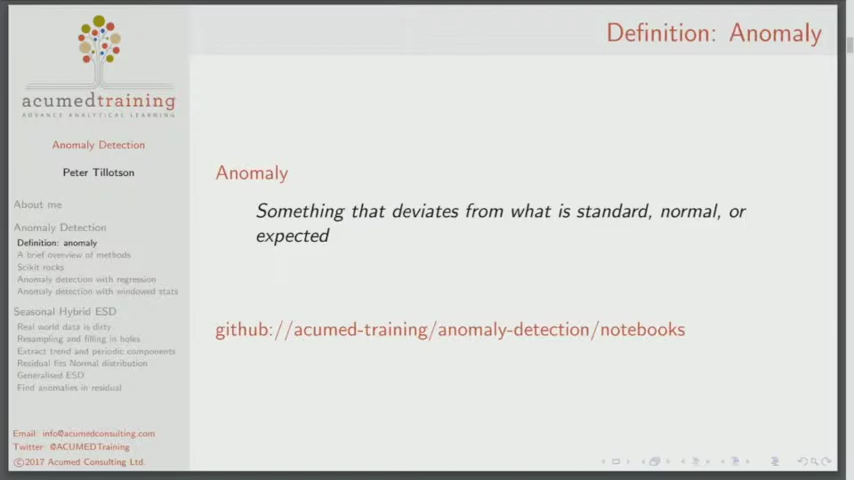 Definition: Anomaly
acumedtraining
ADVANCE ANALYTICAL LEARNING
Anomaly Detection
Peter Tillotson
About me
Anomaly Detection
Definition: anomaly
A brief overview of methods
Scikit rocks
Anomaly detection with regression
Anomaly detection with windowed stats
Seasonal Hybrid ESD
Real world data is dirty
Resampling and filling in holes
Extract trend and periodic components
Residual fits Normal distribution
Generalised ESD
Find anomalies in residual
Email: info@acumedconsulting.com
Twitter: @ACUMEDTraining
©2017 Acumed Consulting Ltd.
Anomaly
Something that deviates from what is standard, normal, or
expected
github://acumed-training/anomaly-detection/notebooks